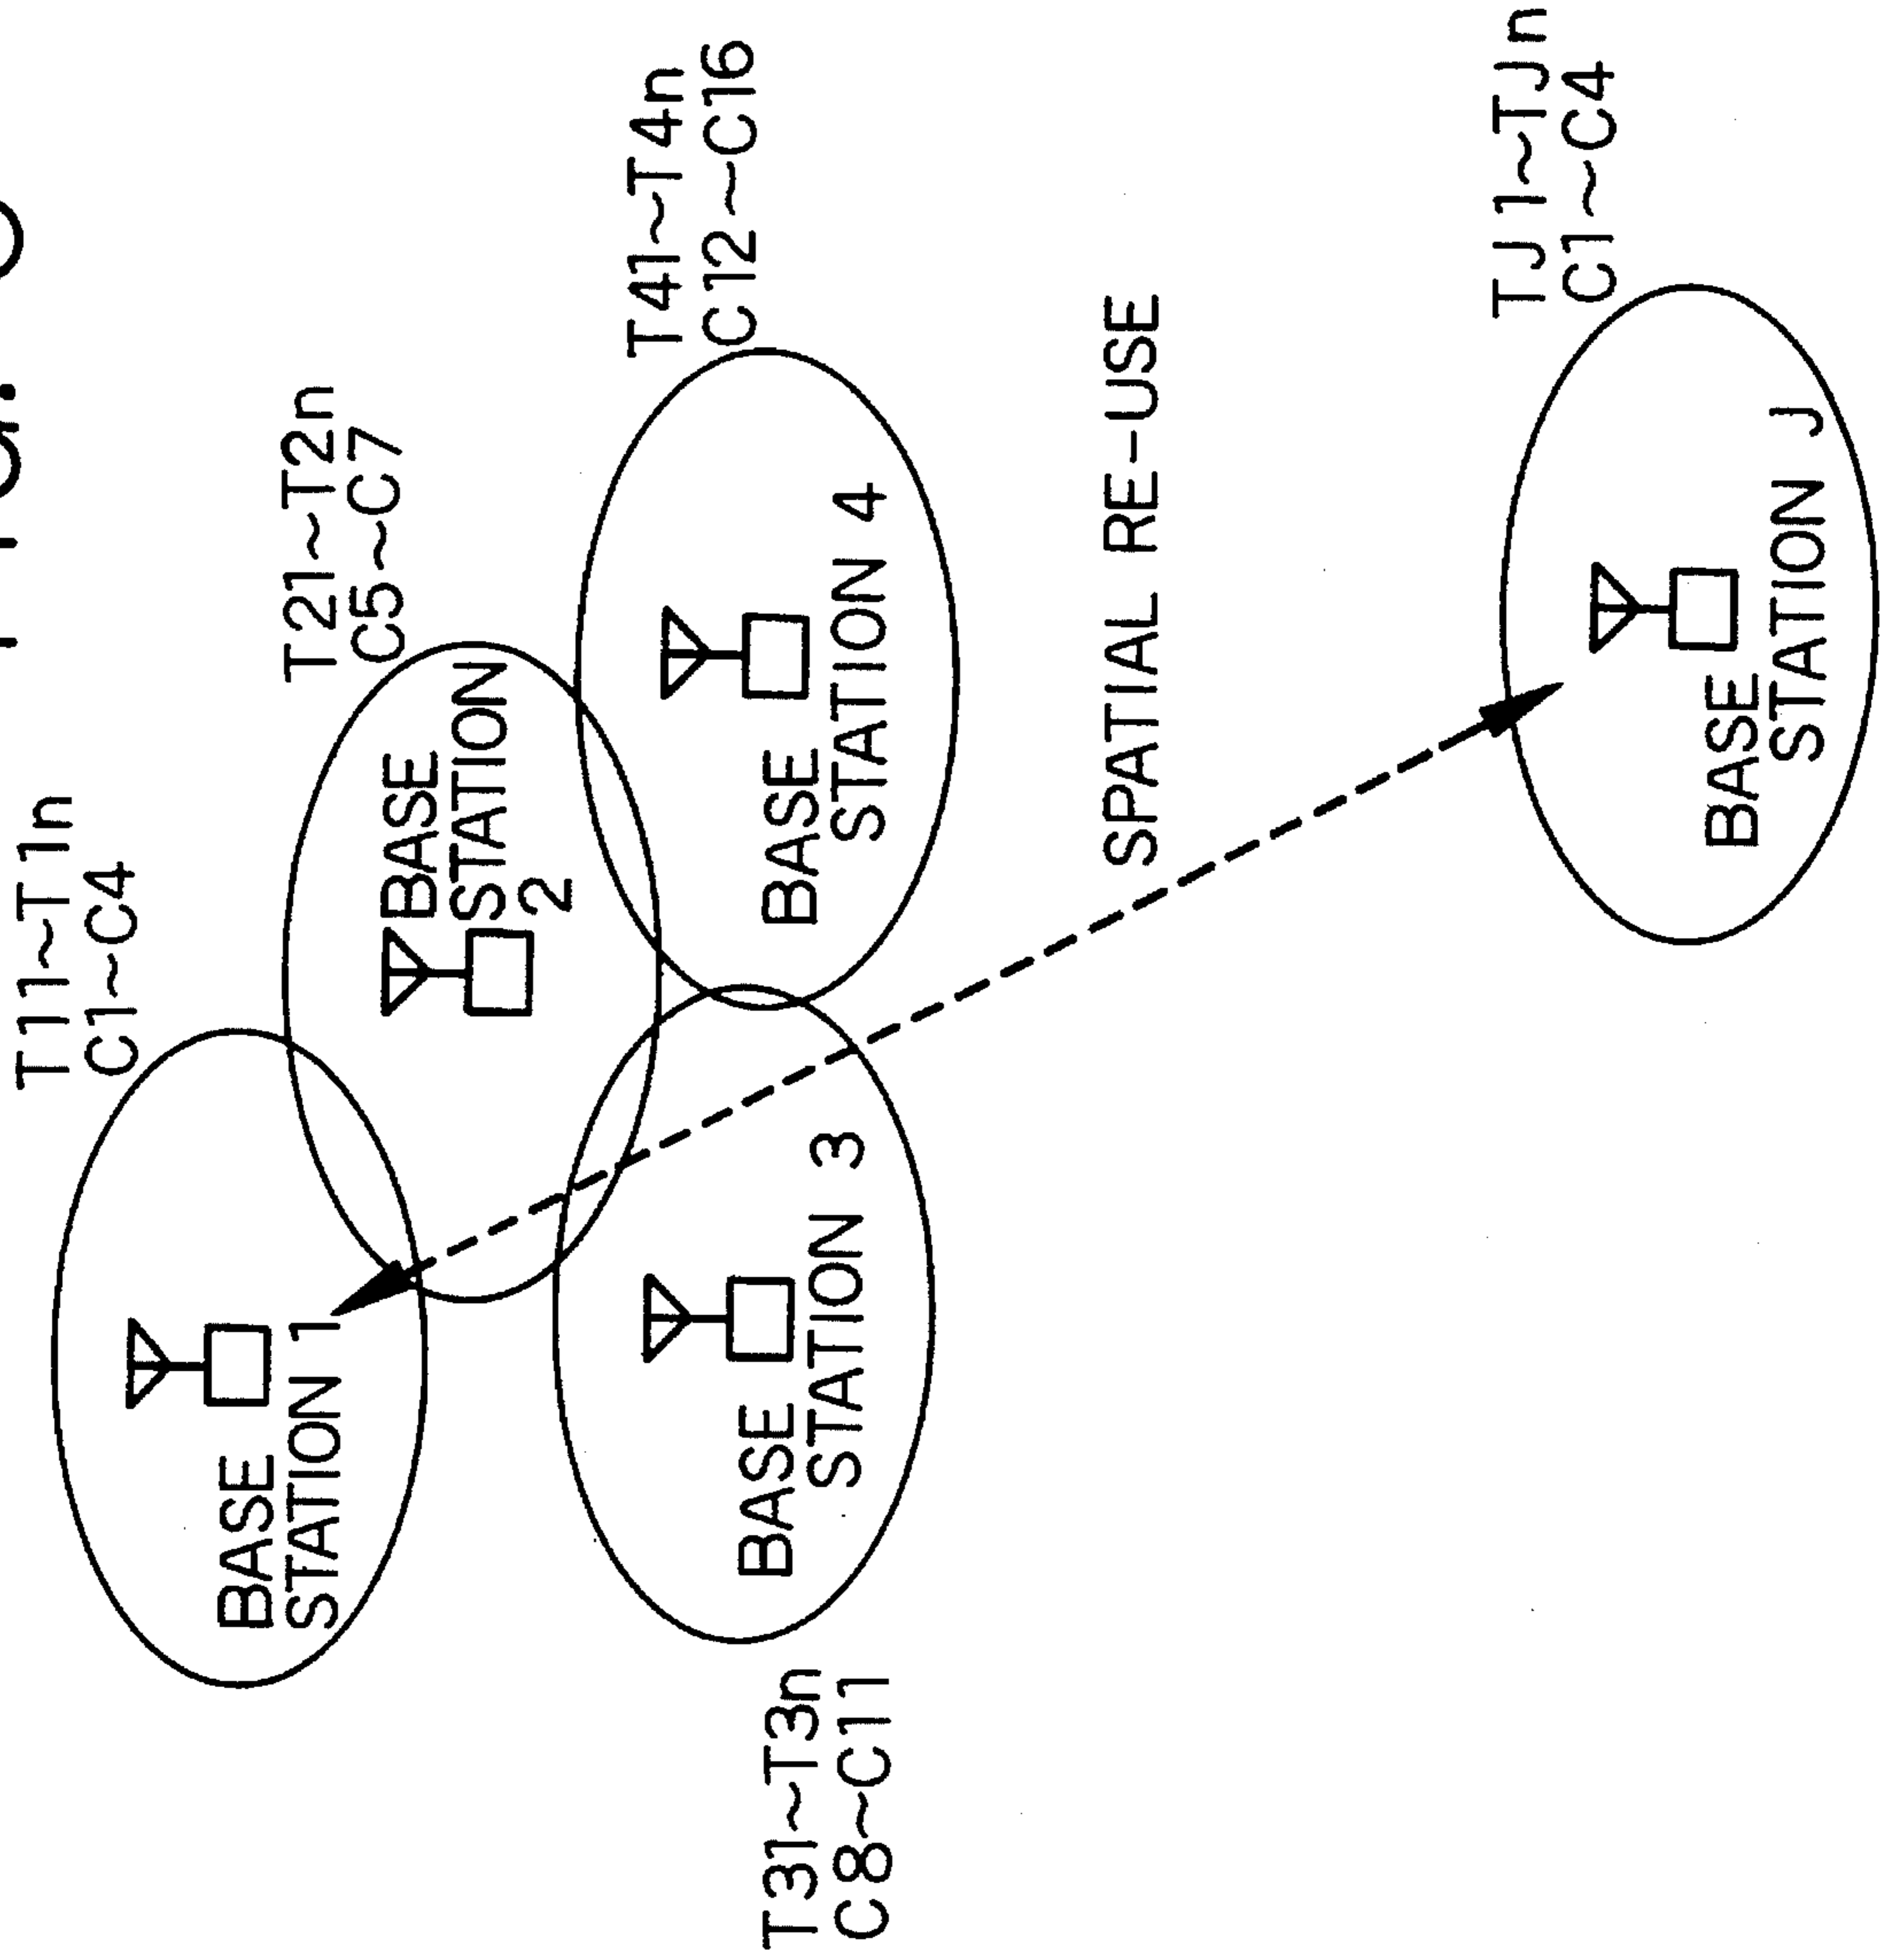 T11~T1n
C1~C4
BASE
STATION 1
T21~T2n
C5~C7
BASE
STATION
2
T31~T3n
C8~C11
BASE
STATION 3
T41~T4n
C12~C16
BASE
STATION 4
SPATIAL RE-USE
TJ1~TJn
C1~C4
BASE
STATION J